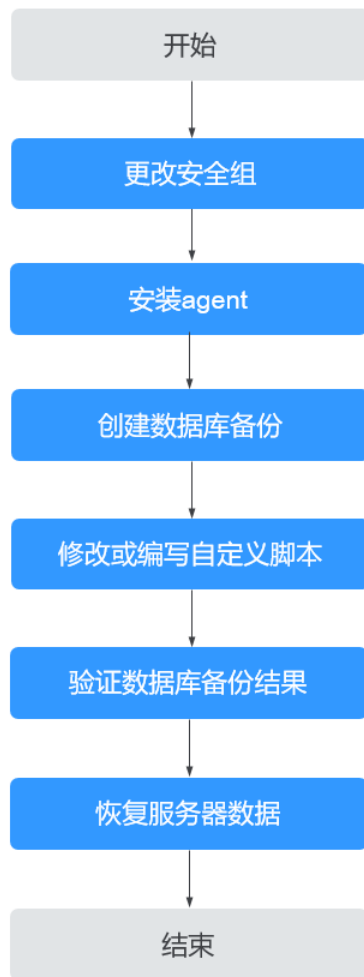 开始
更改安全组
安装agent
创建数据库备份
修改或编写自定义脚本
验证数据库备份结果
恢复服务器数据
结束